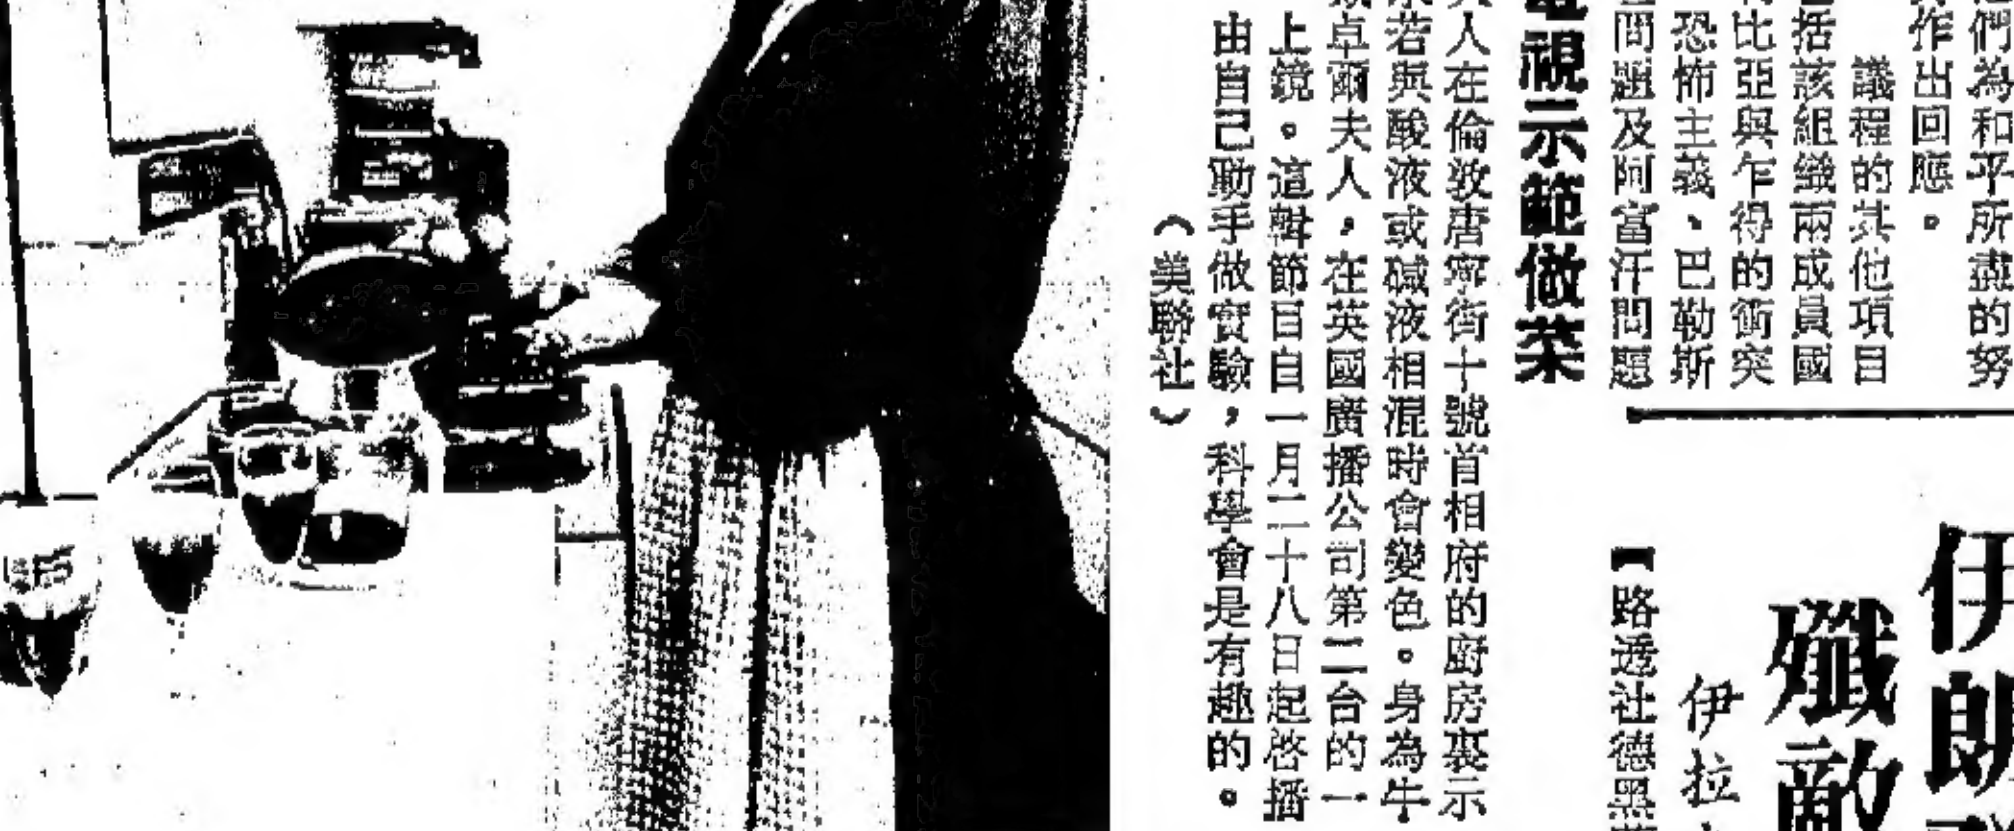 們為和平所盡的努
作出回應。
議程的其他項目
括該組織兩成員國
比亞與乍得的衝突
恐怖主義、巴勒斯
問題及阿富汗問題
視示範做菜
人在倫敦唐寧街十號首相府的廚房裏示
若與酸液或碱液相混時會變色。身為牛
卓爾夫人，在英國廣播公司第二台的一
上鏡。這輯節目自一月二十八日起啓播
由自己動手做實驗，科學會是有趣的。
（美聯社）
伊朗
殲敵
伊拉
【路透社德黑